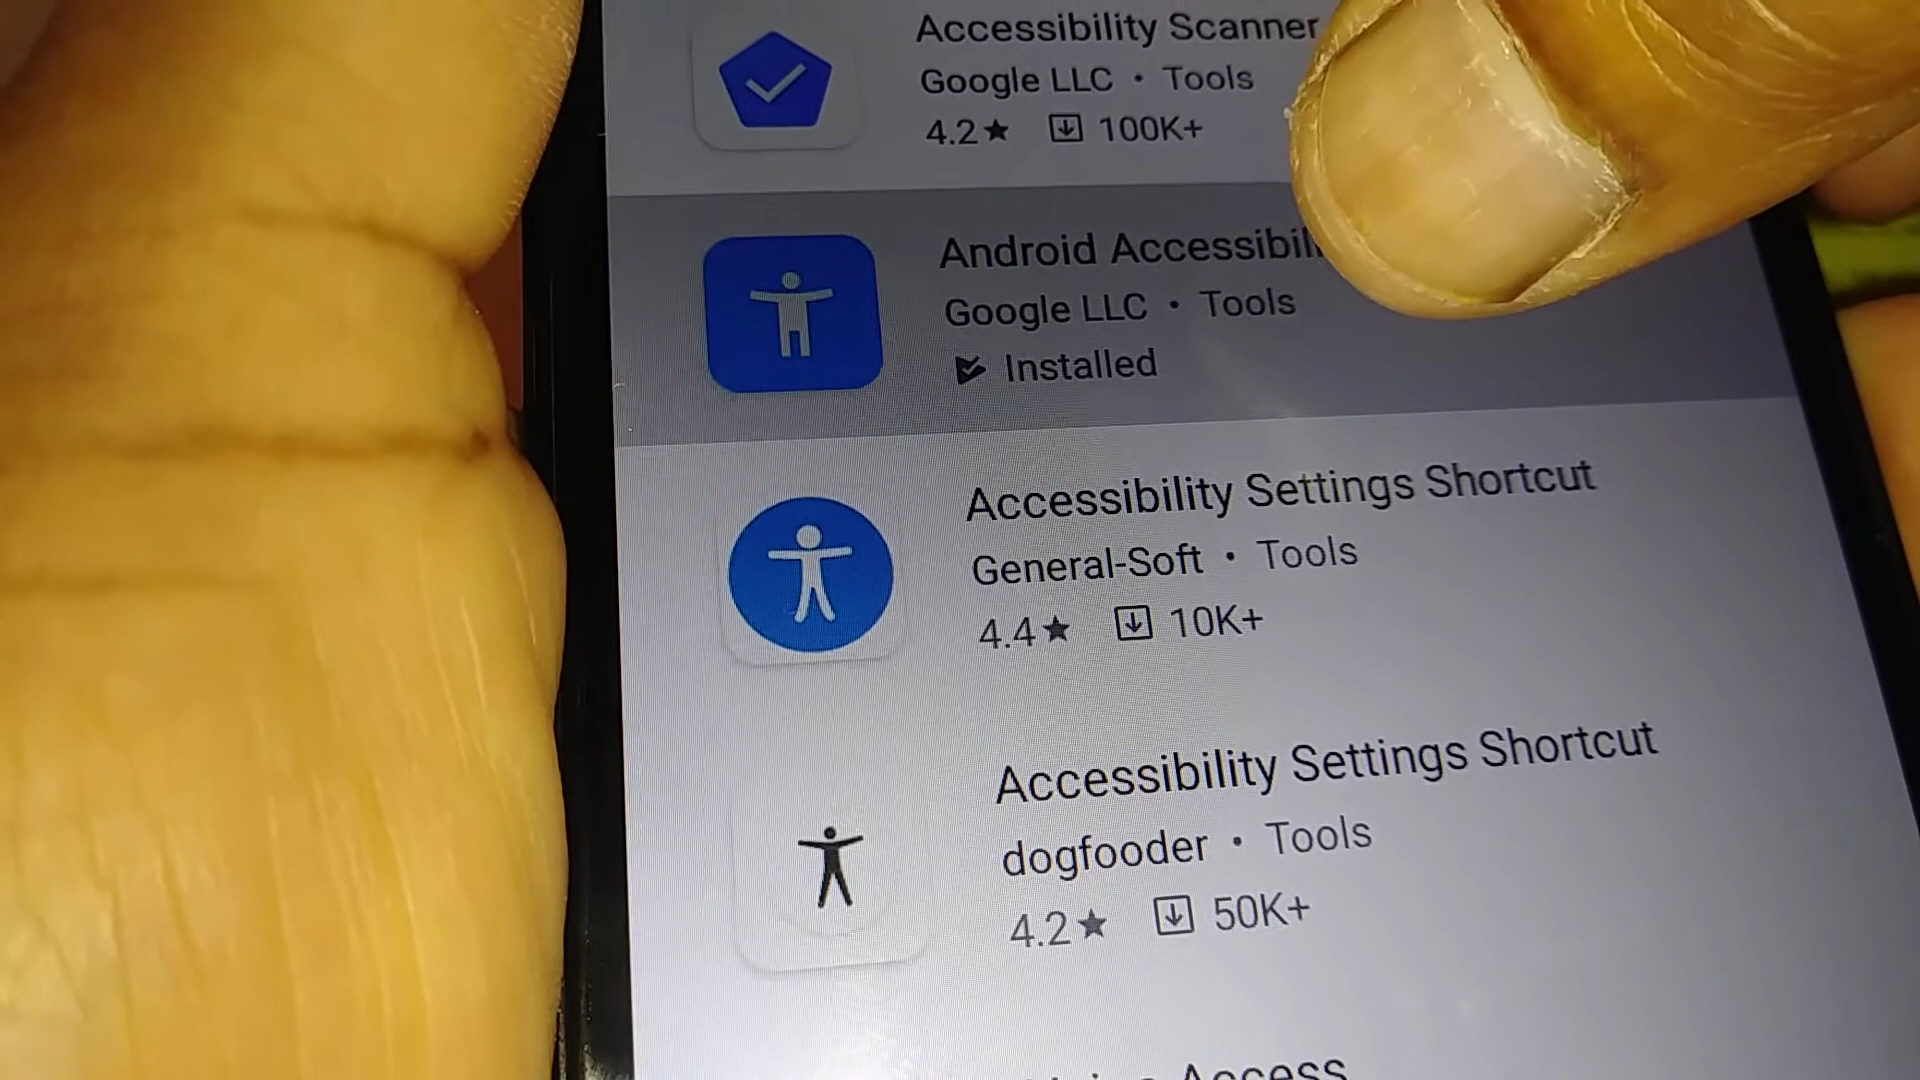 Accessibility Scanner
Google LLC • Tools
4.2★ 100K+
Android
Google LLC • Tools
Installed
Accessibility Settings Shortcut
General-Soft • Tools
4.4★ 10K+
Accessibility Settings Shortcut
dogfooder • Tools
4.2★ 50K+
Access